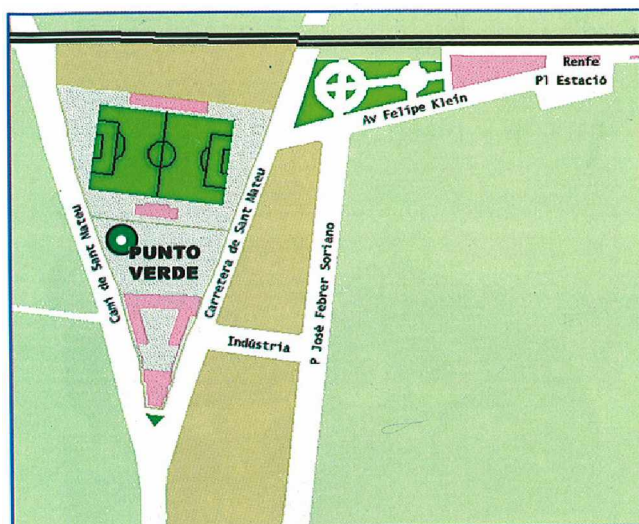 Renfe
Pl Estació
Av Felipe Klein
Camí de Sant Mateu
Carretera de Sant Mateu
PUNTO
VERDE
P José Febrer Soriano
Indústria